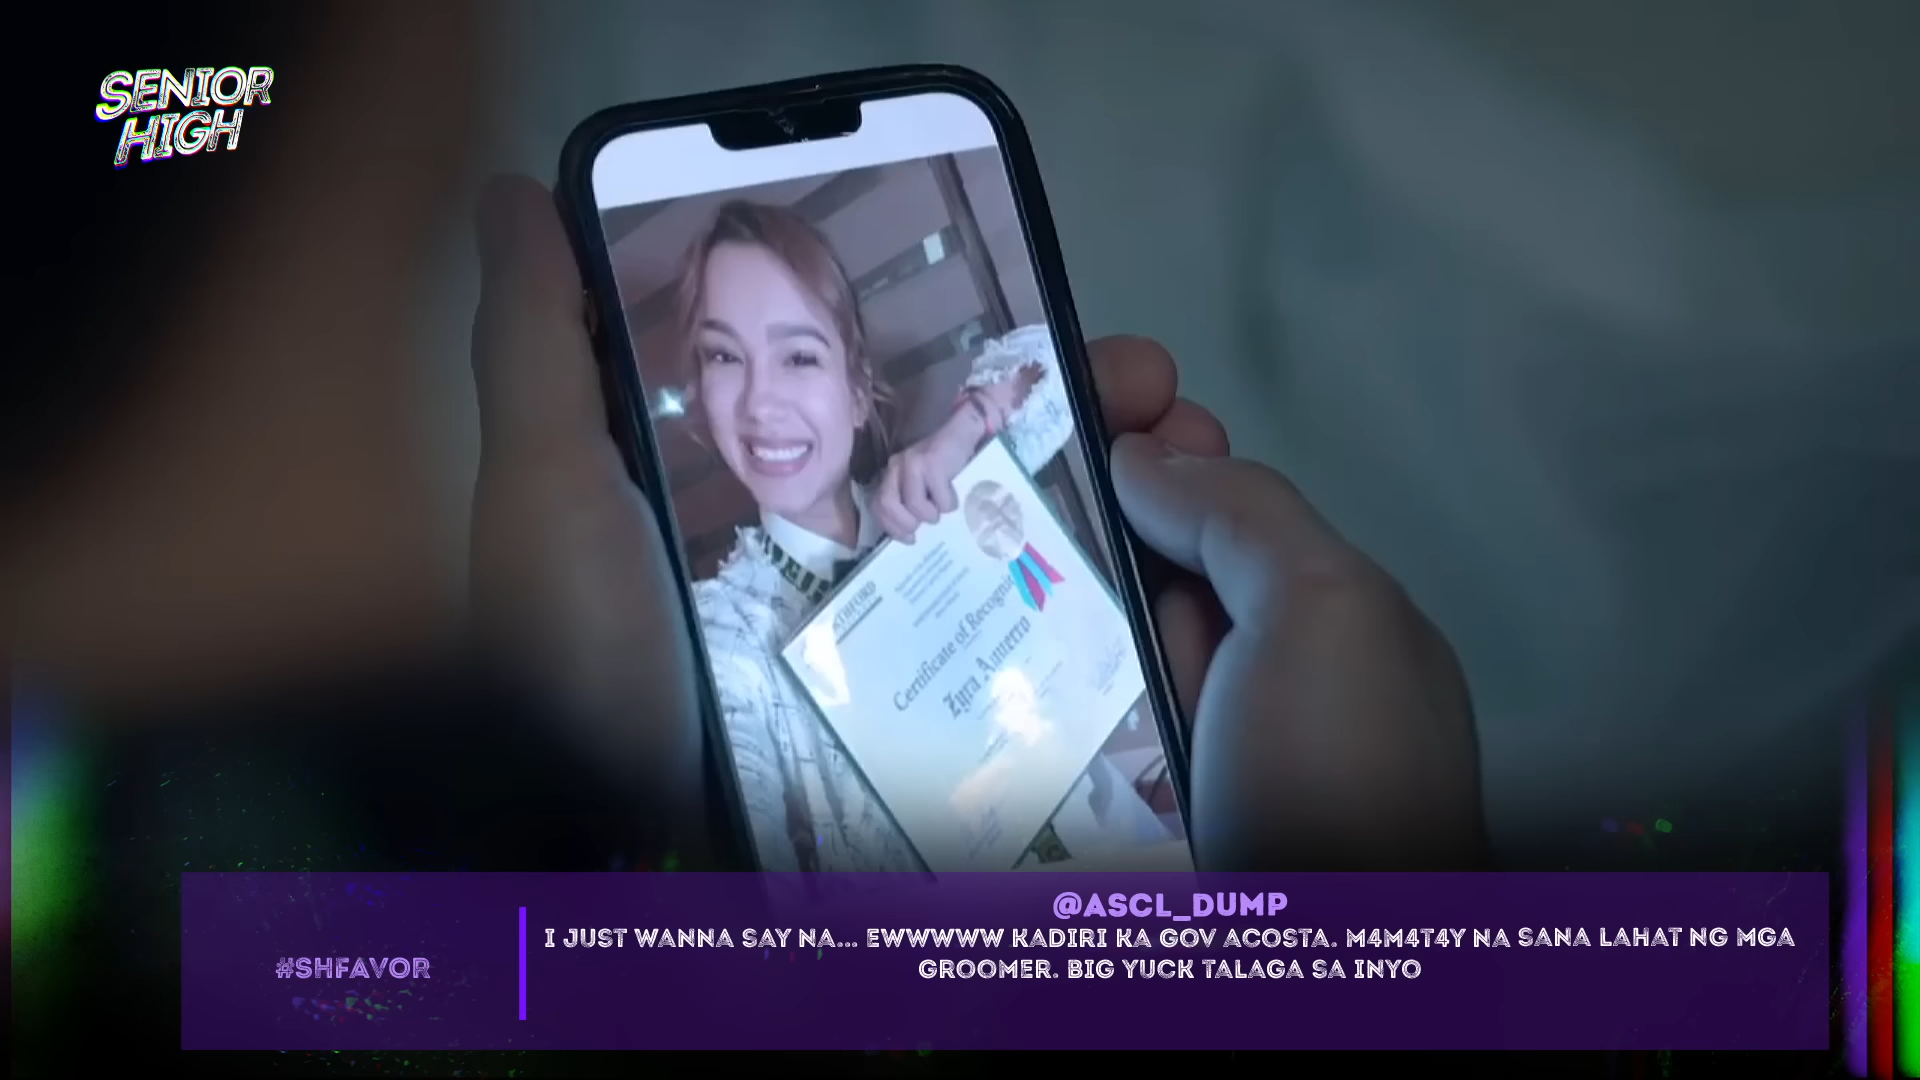 SENIOR
HIGH
Certificate of Recognit
Zyra
@ASCL_DUMP
#SHFAVOR
I JUST WANNA SAY NA... EWWWWW KADIRI KA GOV ACOSTA. M4M4T4Y NA SANA LAHAT NG MGA
GROOMER. BIG YUCK TALAGA SA INYO